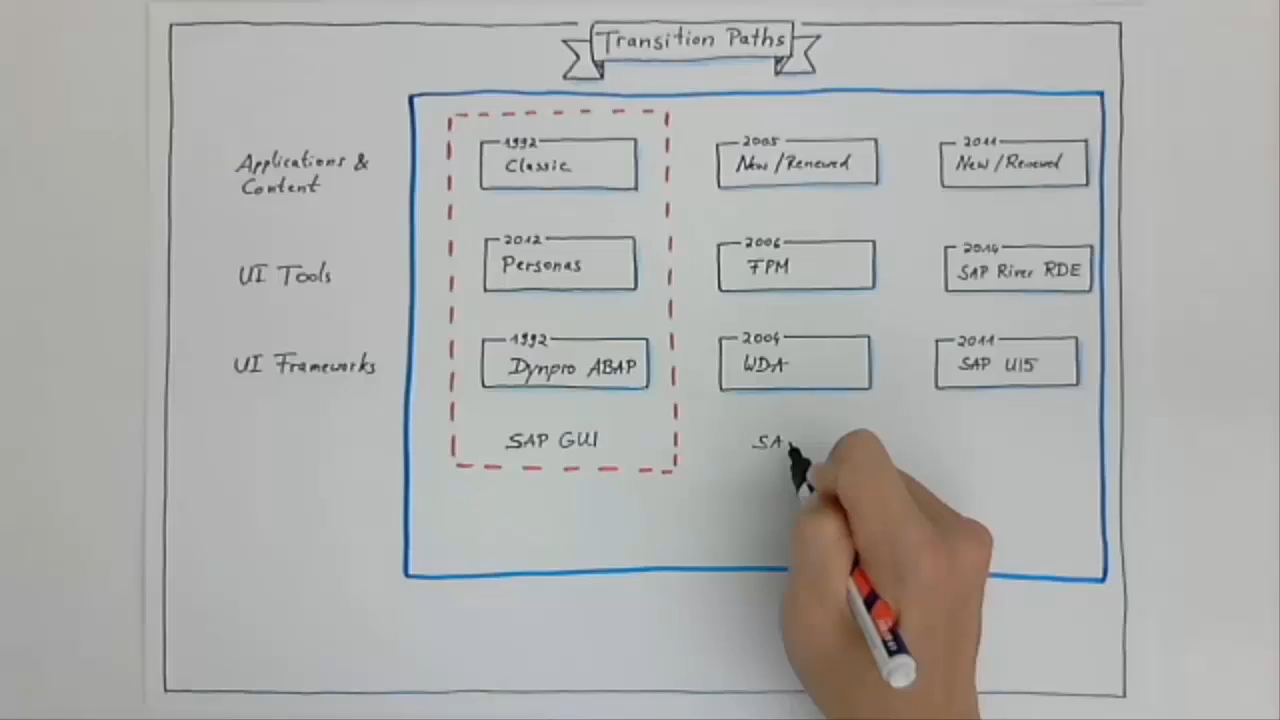 Transition Paths
Applications &
Content
1992
Classic
2005
New/Renewed
2011
New/Renewed
UI Tools
2012
Personas
2006
FPM
2014
SAP River RDE
UI Frameworks
1992
Dynpro ABAP
2004
WDA
2011
SAP UI5
SAP GUI
SA